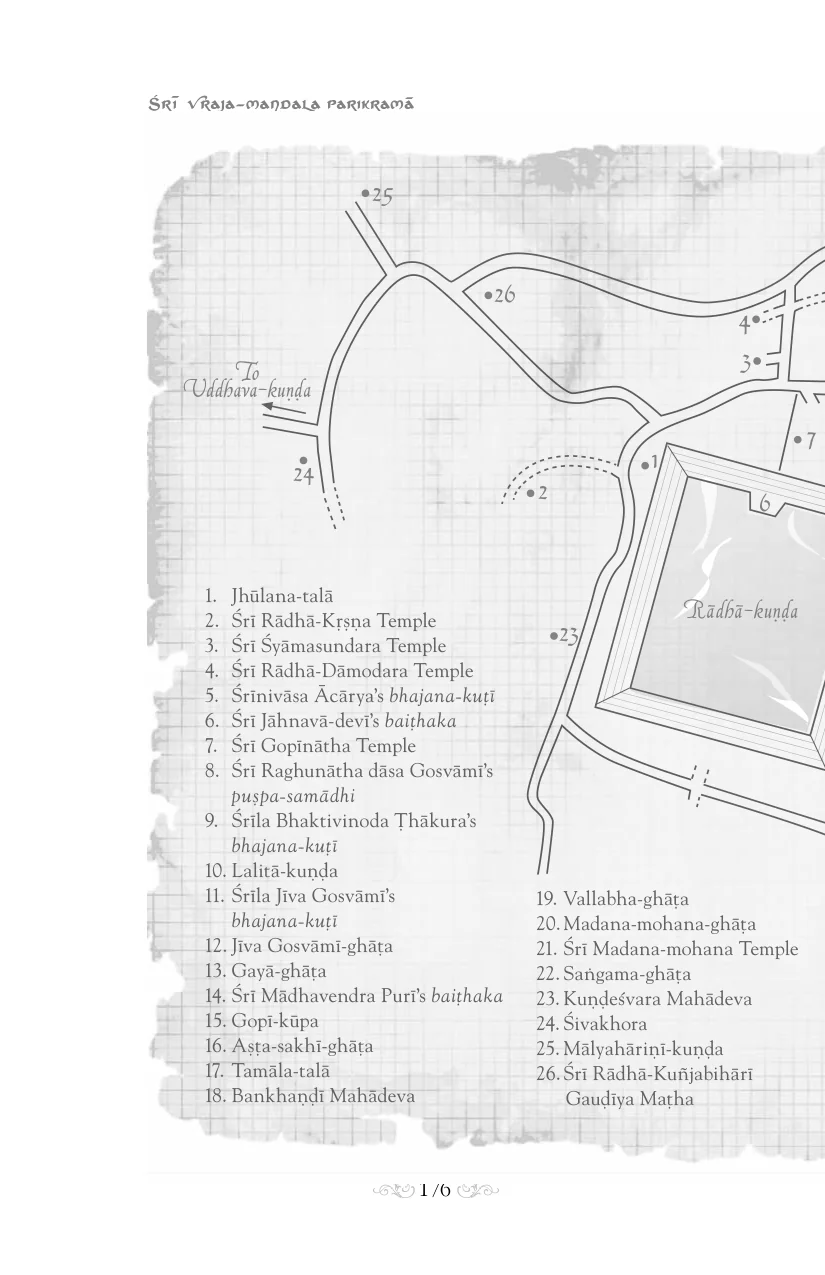 Śrī Vraja-maṇḍala Parikramā
25
26
4
3
To
Uddhava-kuṇḍa
7
1
24
2
6
Rādhā-kuṇḍa
23
1. Jhūlana-talā
2. Śrī Rādhā-Kṛṣṇa Temple
3. Śrī Śyāmasundara Temple
4. Śrī Rādhā-Dāmodara Temple
5. Śrīnivāsa Ācārya’s bhajana-kuṭī
6. Śrī Jāhnavā-devī’s baiṭhaka
7. Śrī Gopīnātha Temple
8. Śrī Raghunātha dāsa Gosvāmī’s
puṣpa-samādhi
9. Śrīla Bhaktivinoda Ṭhākura’s
bhajana-kuṭī
10. Lalitā-kuṇḍa
11. Śrīla Jīva Gosvāmī’s
bhajana-kuṭī
12. Jīva Gosvāmī-ghāṭa
13. Gayā-ghāṭa
14. Śrī Mādhavendra Purī’s baiṭhaka
15. Gopī-kūpa
16. Aṣṭa-sakhī-ghāṭa
17. Tamāla-talā
18. Bankhaṇḍī Mahādeva
19. Vallabha-ghāṭa
20. Madana-mohana-ghāṭa
21. Śrī Madana-mohana Temple
22. Saṅgama-ghāṭa
23. Kuṇḍeśvara Mahādeva
24. Śivakhora
25. Mālyahāriṇī-kuṇḍa
26. Śrī Rādhā-Kuñjabihārī
Gauḍīya Maṭha
1/6